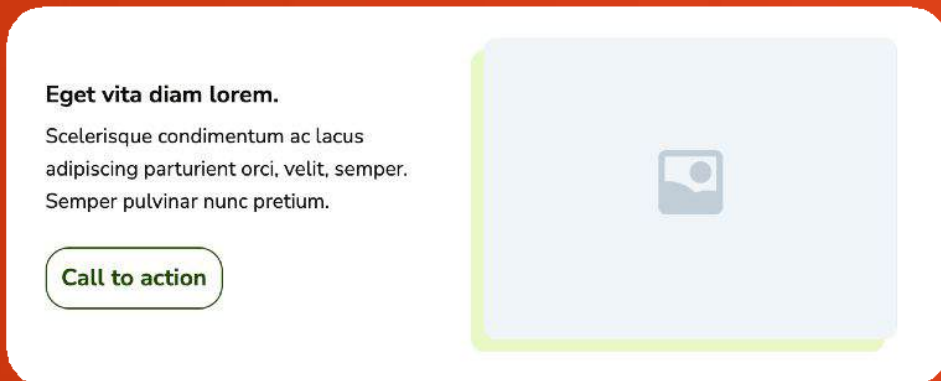 Eget vita diam lorem.
Scelerisque condimentum ac lacus
adipiscing parturient orci, velit, semper.
Semper pulvinar nunc pretium.
Call to action